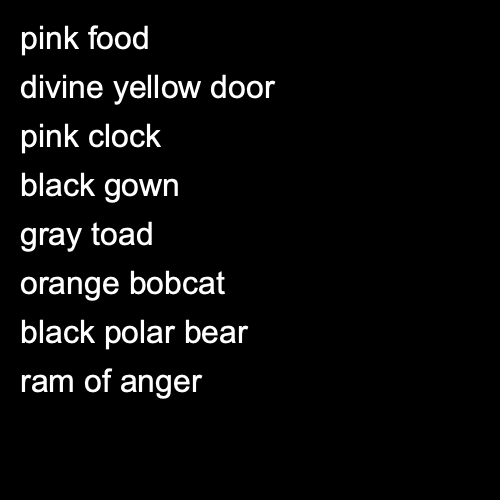 pink food
divine yellow door
pink clock
black gown
gray toad
orange bobcat
black polar bear
ram of anger